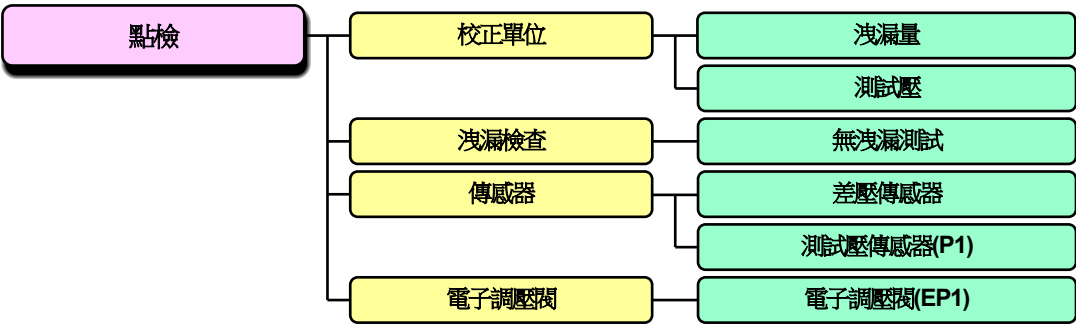 點檢
校正單位
洩漏量
測試壓
洩漏檢查
無洩漏測試
傳感器
差壓傳感器
測試壓傳感器(P1)
電子調壓閥
電子調壓閥(EP1)